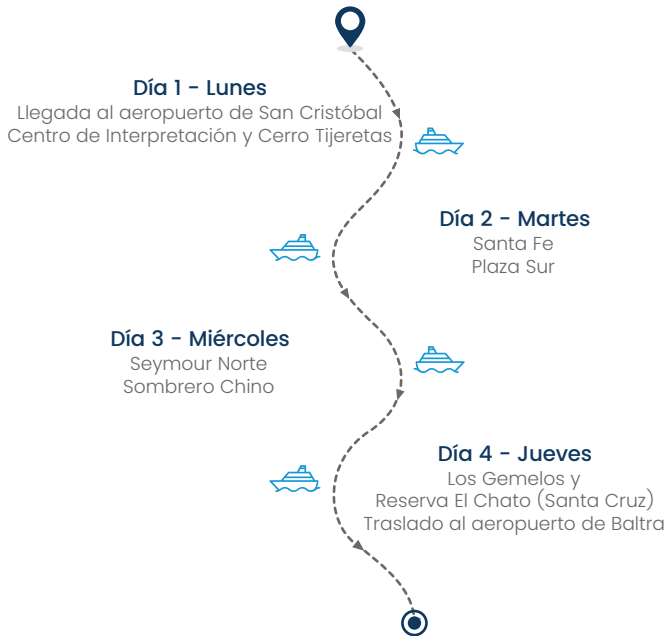 Día 1 - Lunes
Llegada al aeropuerto de San Cristóbal
Centro de Interpretación y Cerro Tijeretas
Día 2 - Martes
Santa Fe
Plaza Sur
Día 3 - Miércoles
Seymour Norte
Sombrero Chino
Día 4 - Jueves
Los Gemelos y
Reserva El Chato (Santa Cruz)
Traslado al aeropuerto de Baltra